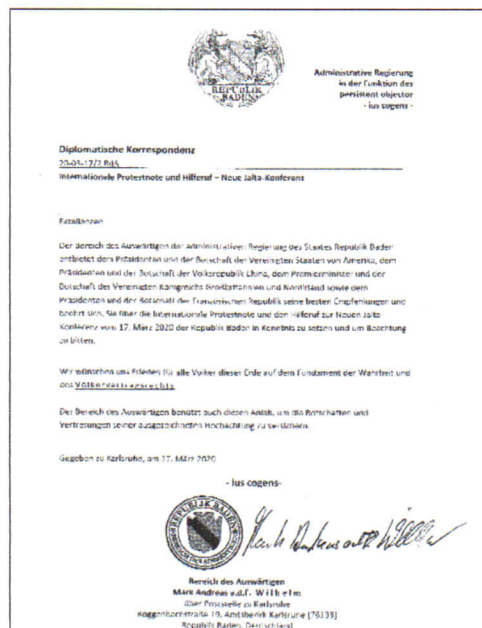 REPUBLIK
BADEN
Administrative Regierung
in der Funktion des
persistent objector
- ius cogens -
Diplomatische Korrespondenz
20-03-17/2 RdA
Internationale Protestnote und Hilferuf – Neue Jalta-Konferenz
Exzellenzen
Der Bereich des Auswärtigen der administrativen Regierung des Staates Republik Baden
entbietet dem Präsidenten und der Botschaft der Vereinigten Staaten von Amerika, dem
Präsidenten und der Botschaft der Volksrepublik China, dem Premierminister und der
Botschaft des Vereinigten Königreichs Großbritannien und Nordirland sowie dem
Präsidenten und der Botschaft der Französischen Republik seine besten Empfehlungen und
beehrt sich, Sie über die Internationale Protestnote und den Hilferuf zur Neuen Jalta
Konferenz vom 17. März 2020 der Republik Baden in Kenntnis zu setzen und um Beachtung
zu bitten.
Wir wünschen uns Frieden für alle Völker dieser Erde auf dem Fundament der Wahrheit und
des Völkervertragsrechts
Der Bereich des Auswärtigen benützt auch diesen Anlaß, um die Botschaften und
Vertretungen seiner ausgezeichneten Hochachtung zu versichern.
Gegeben zu Karlsruhe, am 17. März 2020
- ius cogens-
REPUBLIK BADEN
Bereich des Auswärtigen
Mark Andreas a.d.F. Wilhelm
über Poststelle zu Karlsruhe
Roggenbachstraße 19, Amtsbezirk Karlsruhe [76133]
Republik Baden, Deutschland